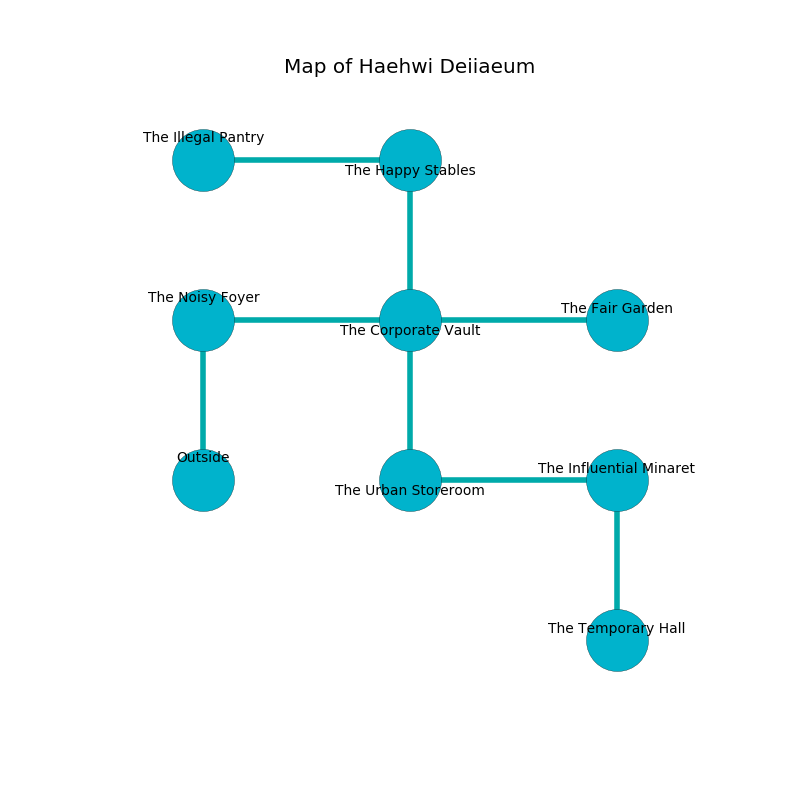 Map of Haehwi Deiiaeum
The Illegal Pantry
The Happy Stables
The Noisy Foyer
The Corporate Vault
The Fair Garden
Outside
The Urban Storeroom
The Influential Minaret
The Temporary Hall